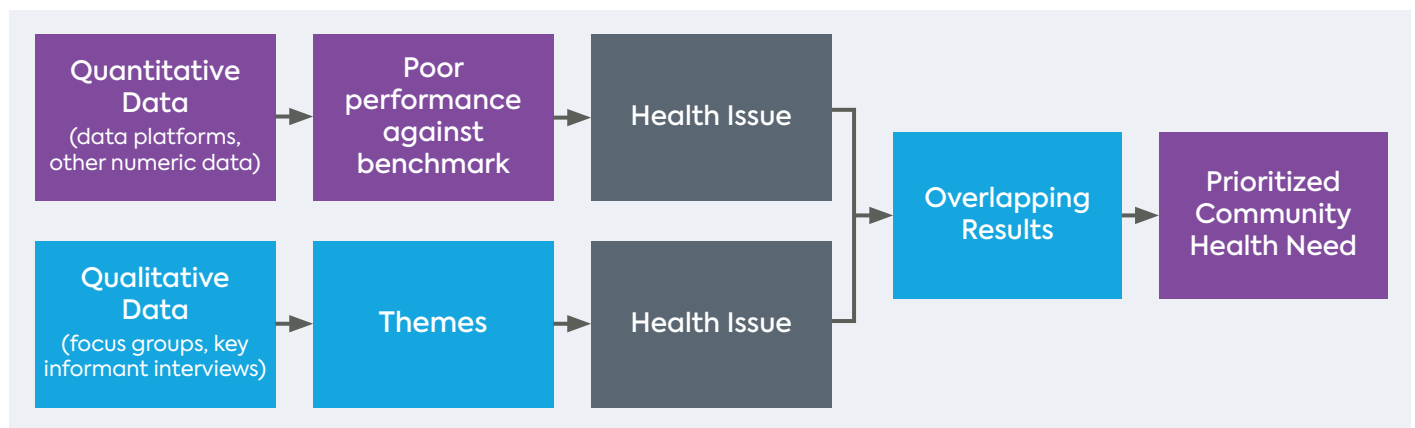 Quantitative
Data
(data platforms,
other numeric data)
Poor
performance
against
benchmark
Health Issue
Qualitative
Data
(focus groups, key
informant interviews)
Themes
Health Issue
Overlapping
Results
Prioritized
Community
Health Need